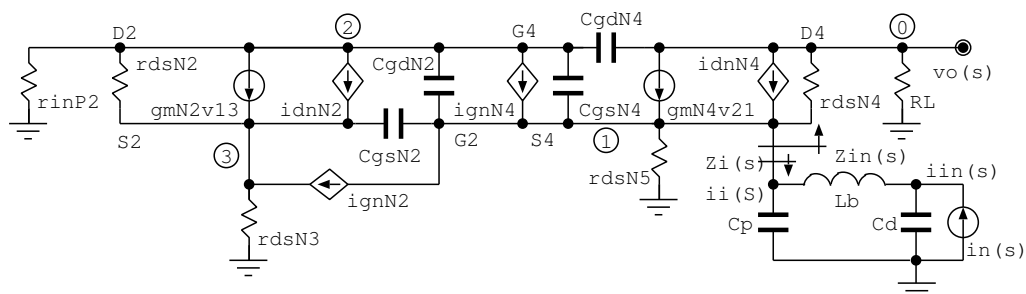 CgdN4
D2
2
G4
D4
0
rdsN2
CgdN2
idnN4
vo(s)
rinP2
gmN2v13
idnN2
ignN4
CgsN4
gmN4v21
rdsN4
RL
S2
CgsN2
G2
S4
1
3
Zi(s)
Zin(s)
rdsN5
ii(S)
iin(s)
ignN2
Lb
Cp
Cd
rdsN3
in(s)